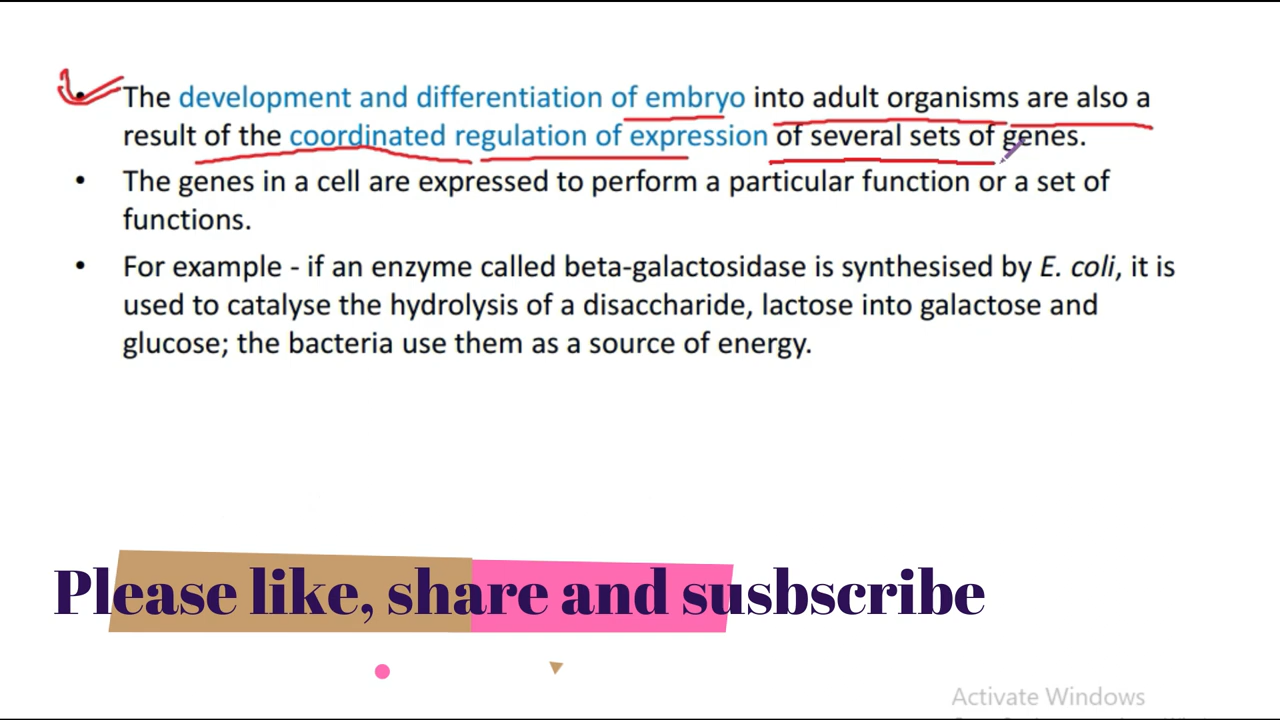 • The development and differentiation of embryo into adult organisms are also a
result of the coordinated regulation of expression of several sets of genes.
• The genes in a cell are expressed to perform a particular function or a set of
functions.
• For example - if an enzyme called beta-galactosidase is synthesised by E. coli, it is
used to catalyse the hydrolysis of a disaccharide, lactose into galactose and
glucose; the bacteria use them as a source of energy.
Please like, share and susbscribe
Activate Windows